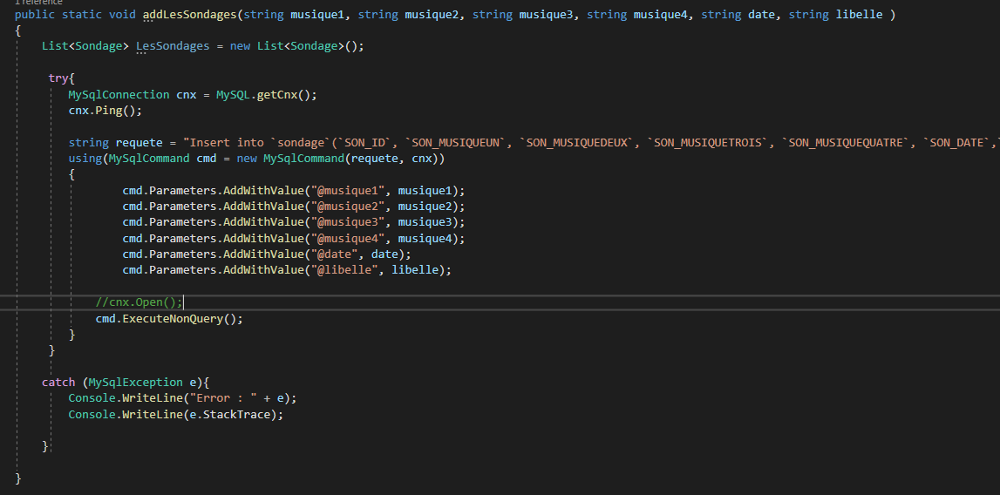 1 reference
public static void addLesSondages(string musique1, string musique2, string musique3, string musique4, string date, string libelle )
{
List<Sondage> LesSondages = new List<Sondage>();
try{
MySqlConnection cnx = MySQL.getCnx();
cnx.Ping();
string requete = "Insert into `sondage`(`SON_ID`, `SON_MUSIQUEUN`, `SON_MUSIQUEDEUX`, `SON_MUSIQUETROIS`, `SON_MUSIQUEQUATRE`, `SON_DATE`,`
using(MySqlCommand cmd = new MySqlCommand(requete, cnx))
{
cmd.Parameters.AddWithValue("@musique1", musique1);
cmd.Parameters.AddWithValue("@musique2", musique2);
cmd.Parameters.AddWithValue("@musique3", musique3);
cmd.Parameters.AddWithValue("@musique4", musique4);
cmd.Parameters.AddWithValue("@date", date);
cmd.Parameters.AddWithValue("@libelle", libelle);
//cnx.Open();
cmd.ExecuteNonQuery();
}
}
catch (MySqlException e){
Console.WriteLine("Error : " + e);
Console.WriteLine(e.StackTrace);
}
}